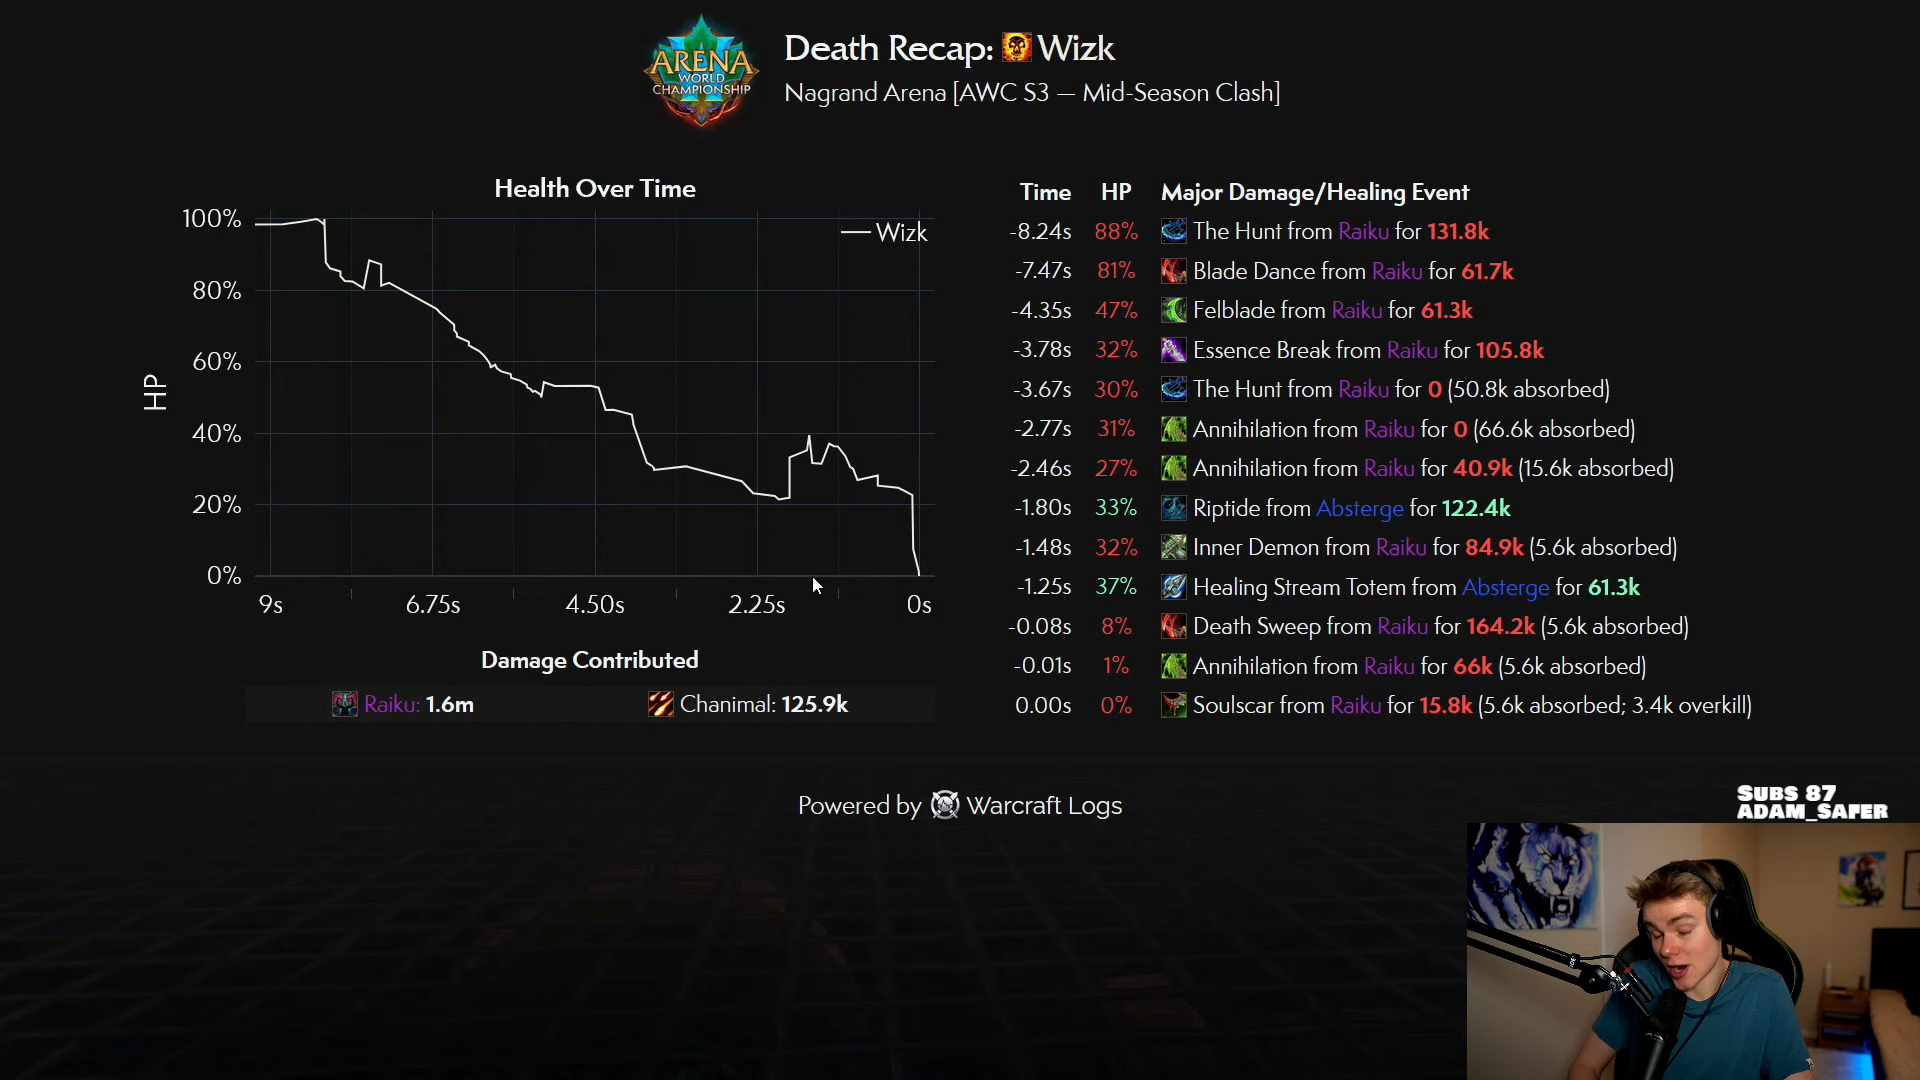 ARENA
WORLD
CHAMPIONSHIP
Death Recap: Wizk
Nagrand Arena [AWC S3 — Mid-Season Clash]
Health Over Time
100%
80%
60%
40%
20%
0%
HP
Wizk
9s 6.75s 4.50s 2.25s 0s
Damage Contributed
Raiku: 1.6m Chanimal: 125.9k
Time HP Major Damage/Healing Event
-8.24s 88% The Hunt from Raiku for 131.8k
-7.47s 81% Blade Dance from Raiku for 61.7k
-4.35s 47% Felblade from Raiku for 61.3k
-3.78s 32% Essence Break from Raiku for 105.8k
-3.67s 30% The Hunt from Raiku for 0 (50.8k absorbed)
-2.77s 31% Annihilation from Raiku for 0 (66.6k absorbed)
-2.46s 27% Annihilation from Raiku for 40.9k (15.6k absorbed)
-1.80s 33% Riptide from Absterge for 122.4k
-1.48s 32% Inner Demon from Raiku for 84.9k (5.6k absorbed)
-1.25s 37% Healing Stream Totem from Absterge for 61.3k
-0.08s 8% Death Sweep from Raiku for 164.2k (5.6k absorbed)
-0.01s 1% Annihilation from Raiku for 66k (5.6k absorbed)
0.00s 0% Soulscar from Raiku for 15.8k (5.6k absorbed; 3.4k overkill)
Powered by Warcraft Logs
SUBS 87
ADAM_SAFER